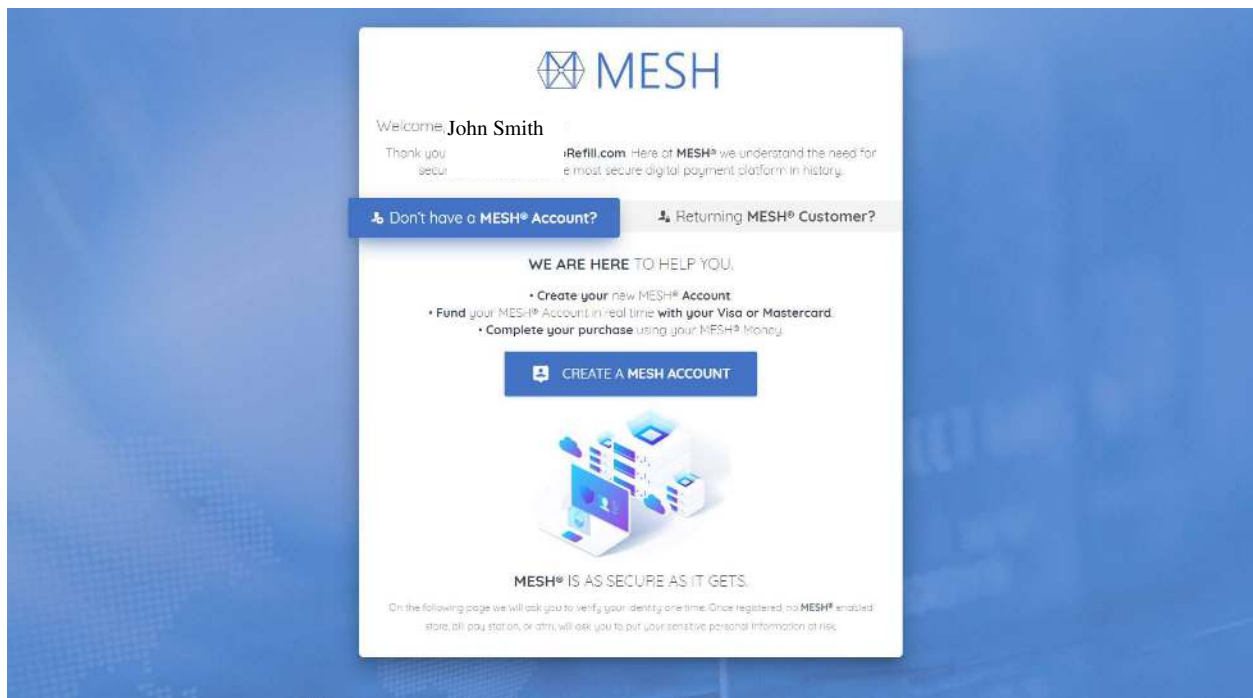 MESH
Welcome, John Smith
Thank you Refill.com. Here at MESH® we understand the need for
secur e most secure digital payment platform in history.
Don't have a MESH® Account?
Returning MESH® Customer?
WE ARE HERE TO HELP YOU.
• Create your new MESH® Account
• Fund your MESH® Account in real time with your Visa or Mastercard.
• Complete your purchase using your MESH® Money.
CREATE A MESH ACCOUNT
MESH® IS AS SECURE AS IT GETS.
On the following page we will ask you to verify your identity one time. Once registered, no MESH® enabled
store, bill pay station, or atm, will ask you to put your sensitive personal information at risk.